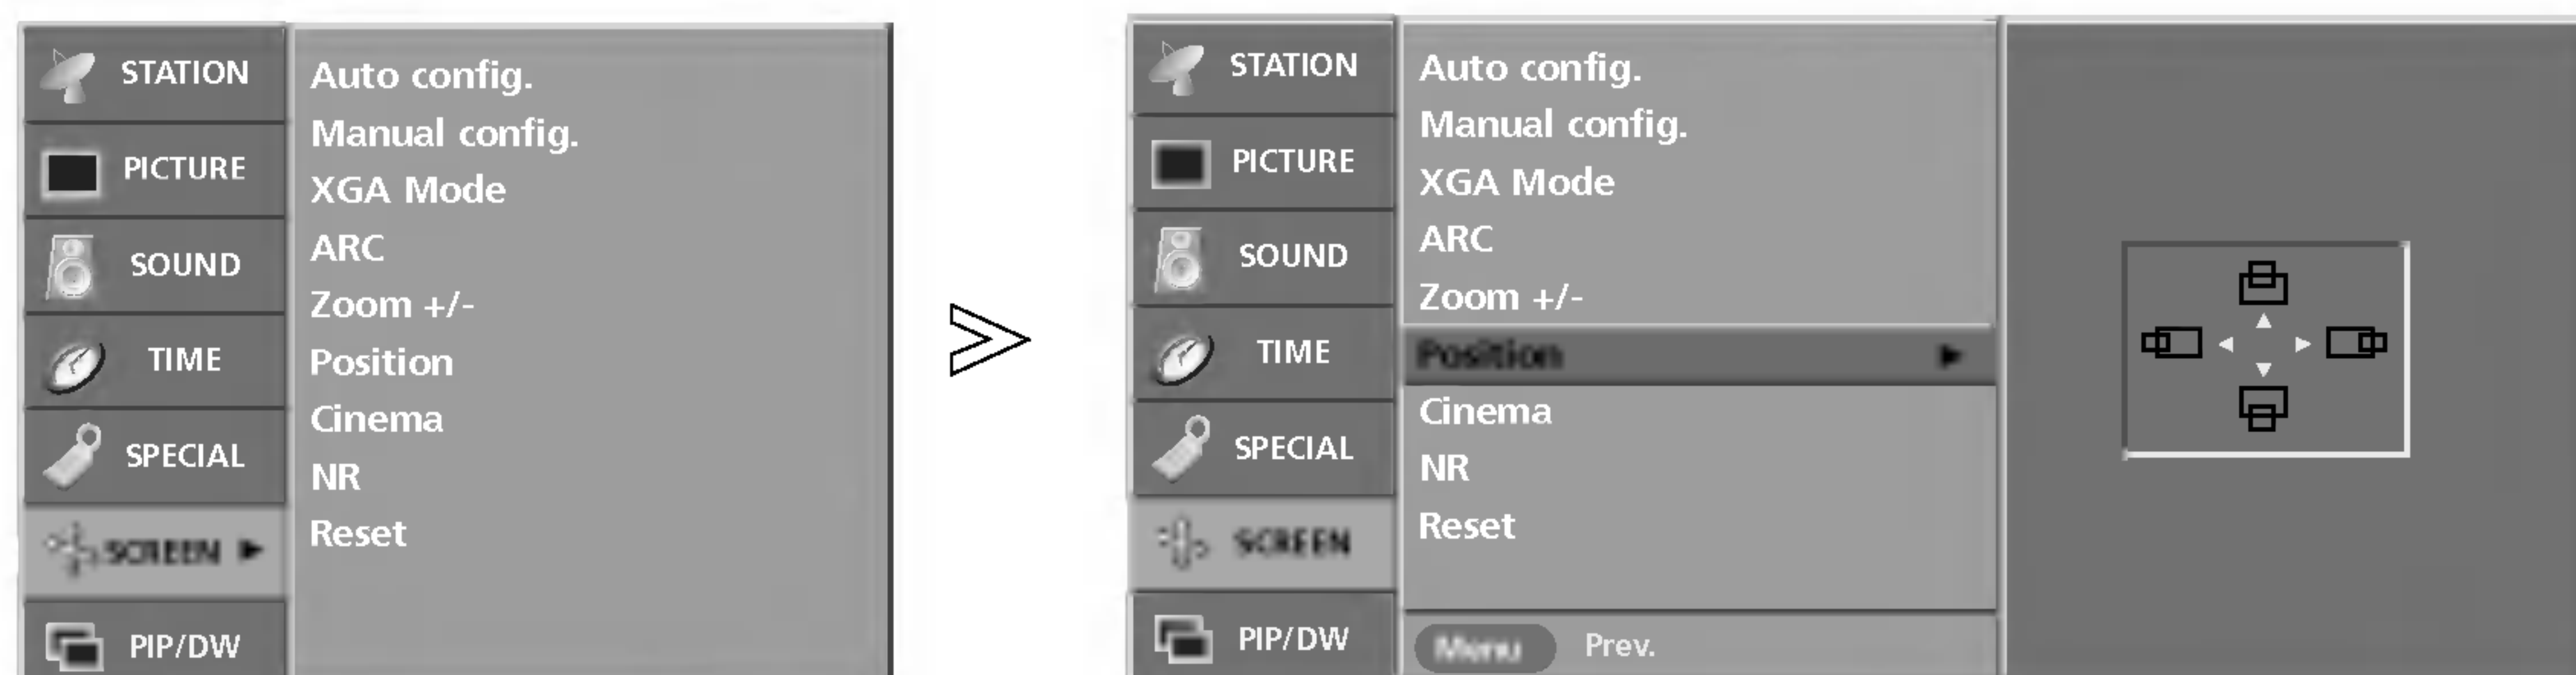 STATION
PICTURE
SOUND
TIME
SPECIAL
SCREEN
PIP/DW
Auto config.
Manual config.
XGA Mode
ARC
Zoom +/-
Position
Cinema
NR
Reset
STATION
PICTURE
SOUND
TIME
SPECIAL
SCREEN
PIP/DW
Auto config.
Manual config.
XGA Mode
ARC
Zoom +/-
Position
Cinema
NR
Reset
Menu Prev.